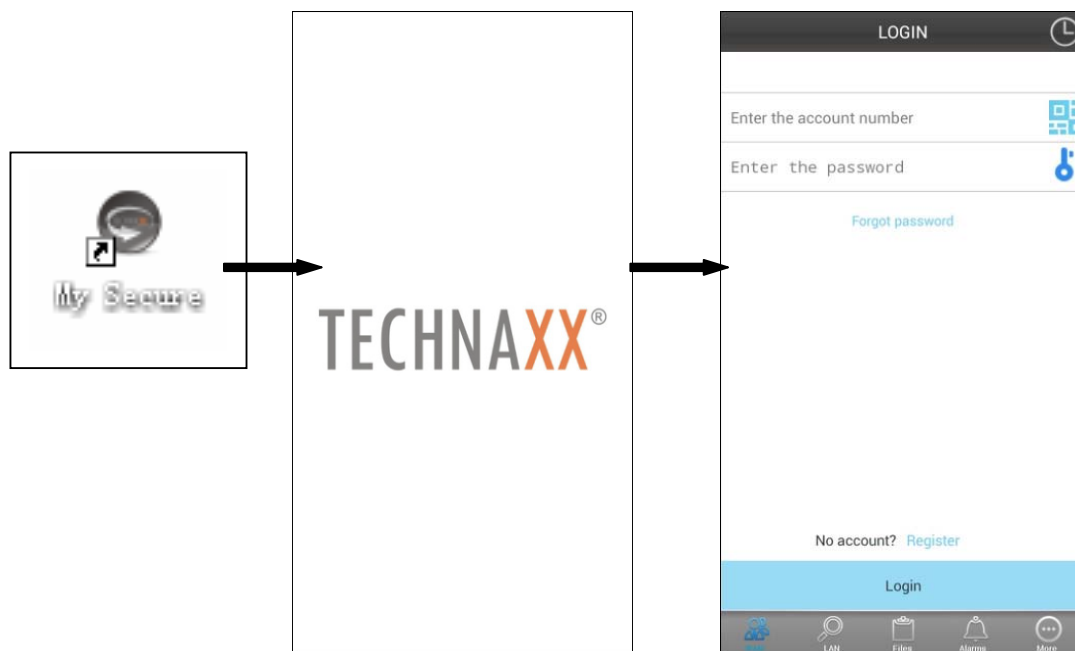 My Secure
TECHNAXX®
LOGIN
Enter the account number
Enter the password
Forgot password
No account? Register
Login
LAN
Files
Alarms
More